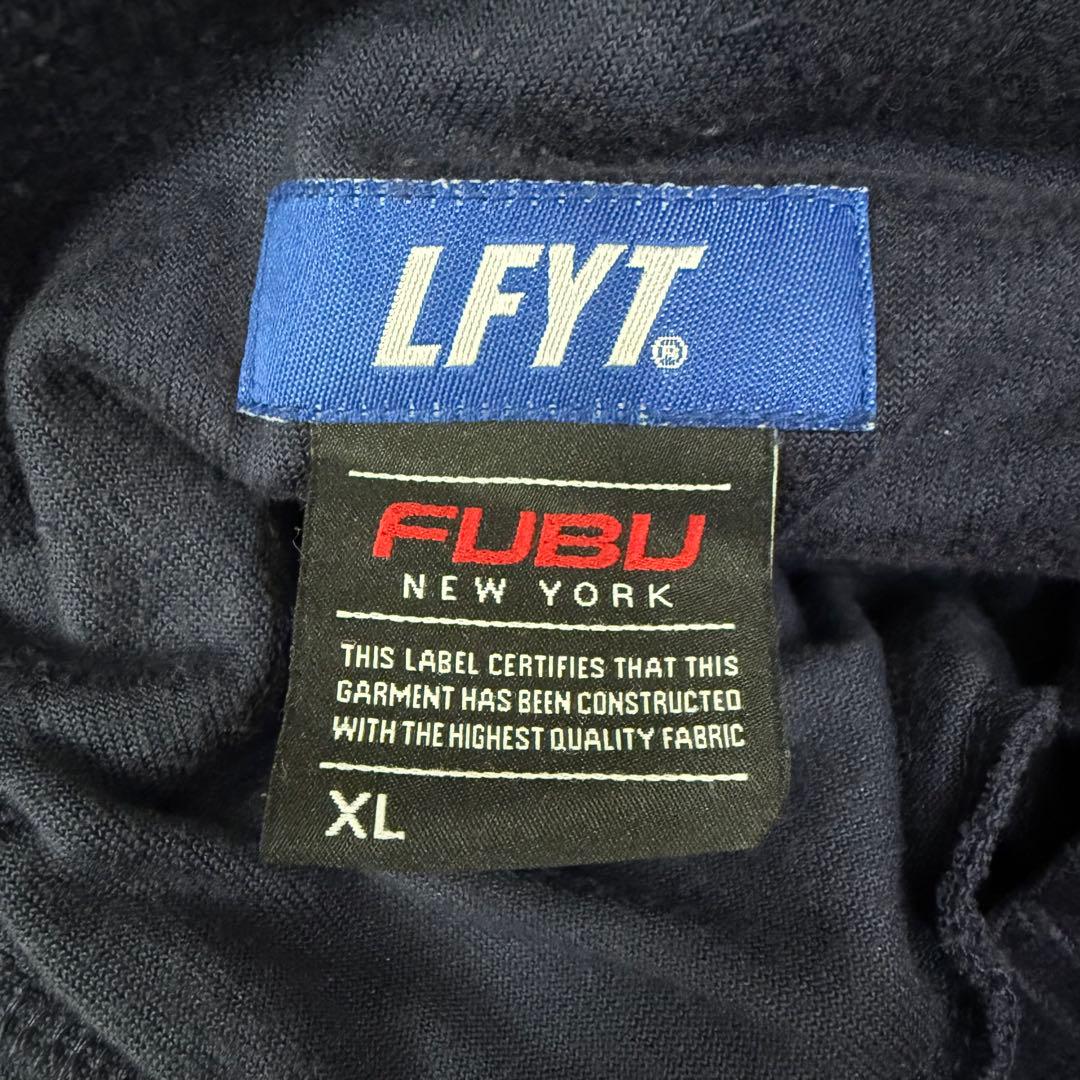 LFYT®
FUBU
NEW YORK
THIS LABEL CERTIFIES THAT THIS
GARMENT HAS BEEN CONSTRUCTED
WITH THE HIGHEST QUALITY FABRIC
XL